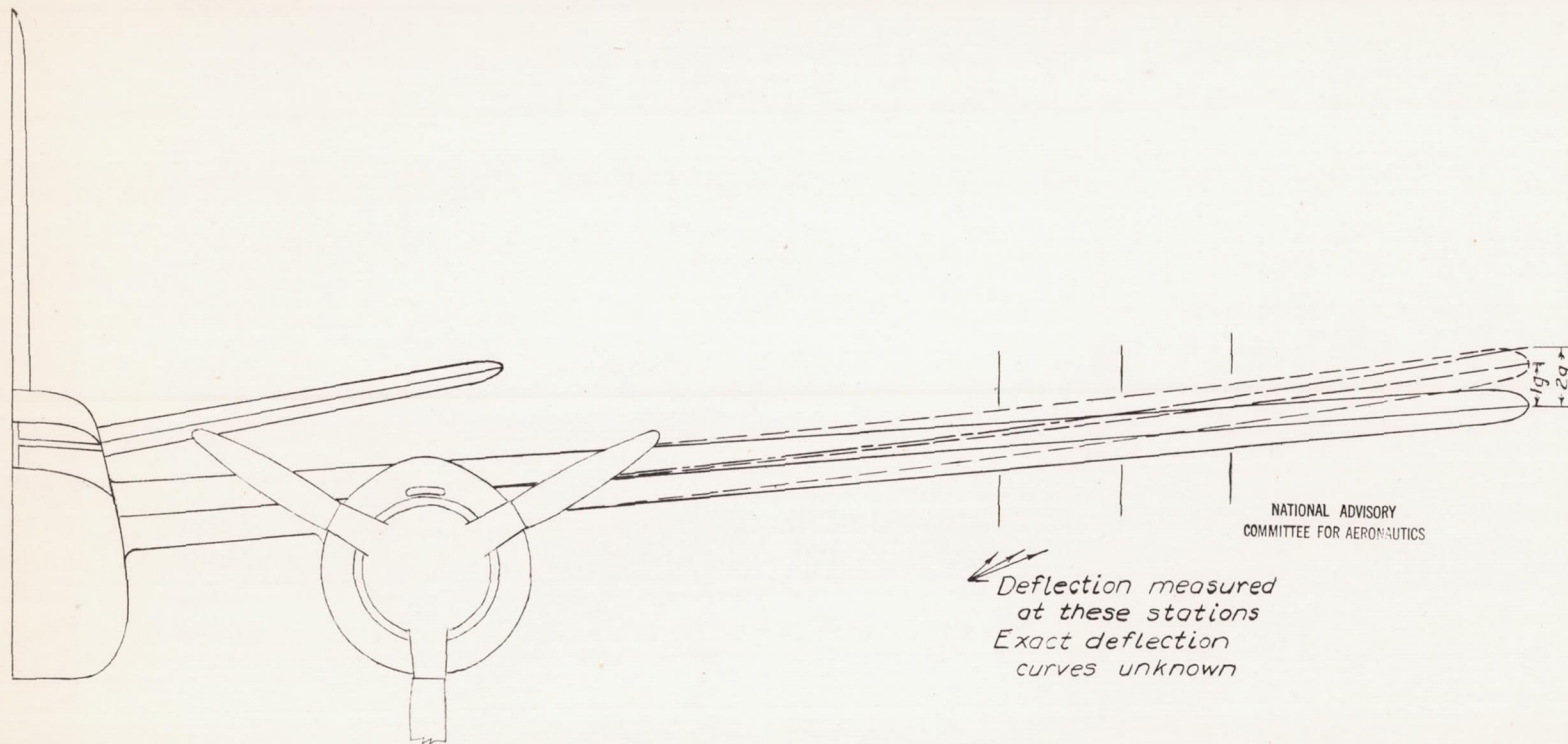 1g
2g
NATIONAL ADVISORY
COMMITTEE FOR AERONAUTICS
Deflection measured
at these stations
Exact deflection
curves unknown